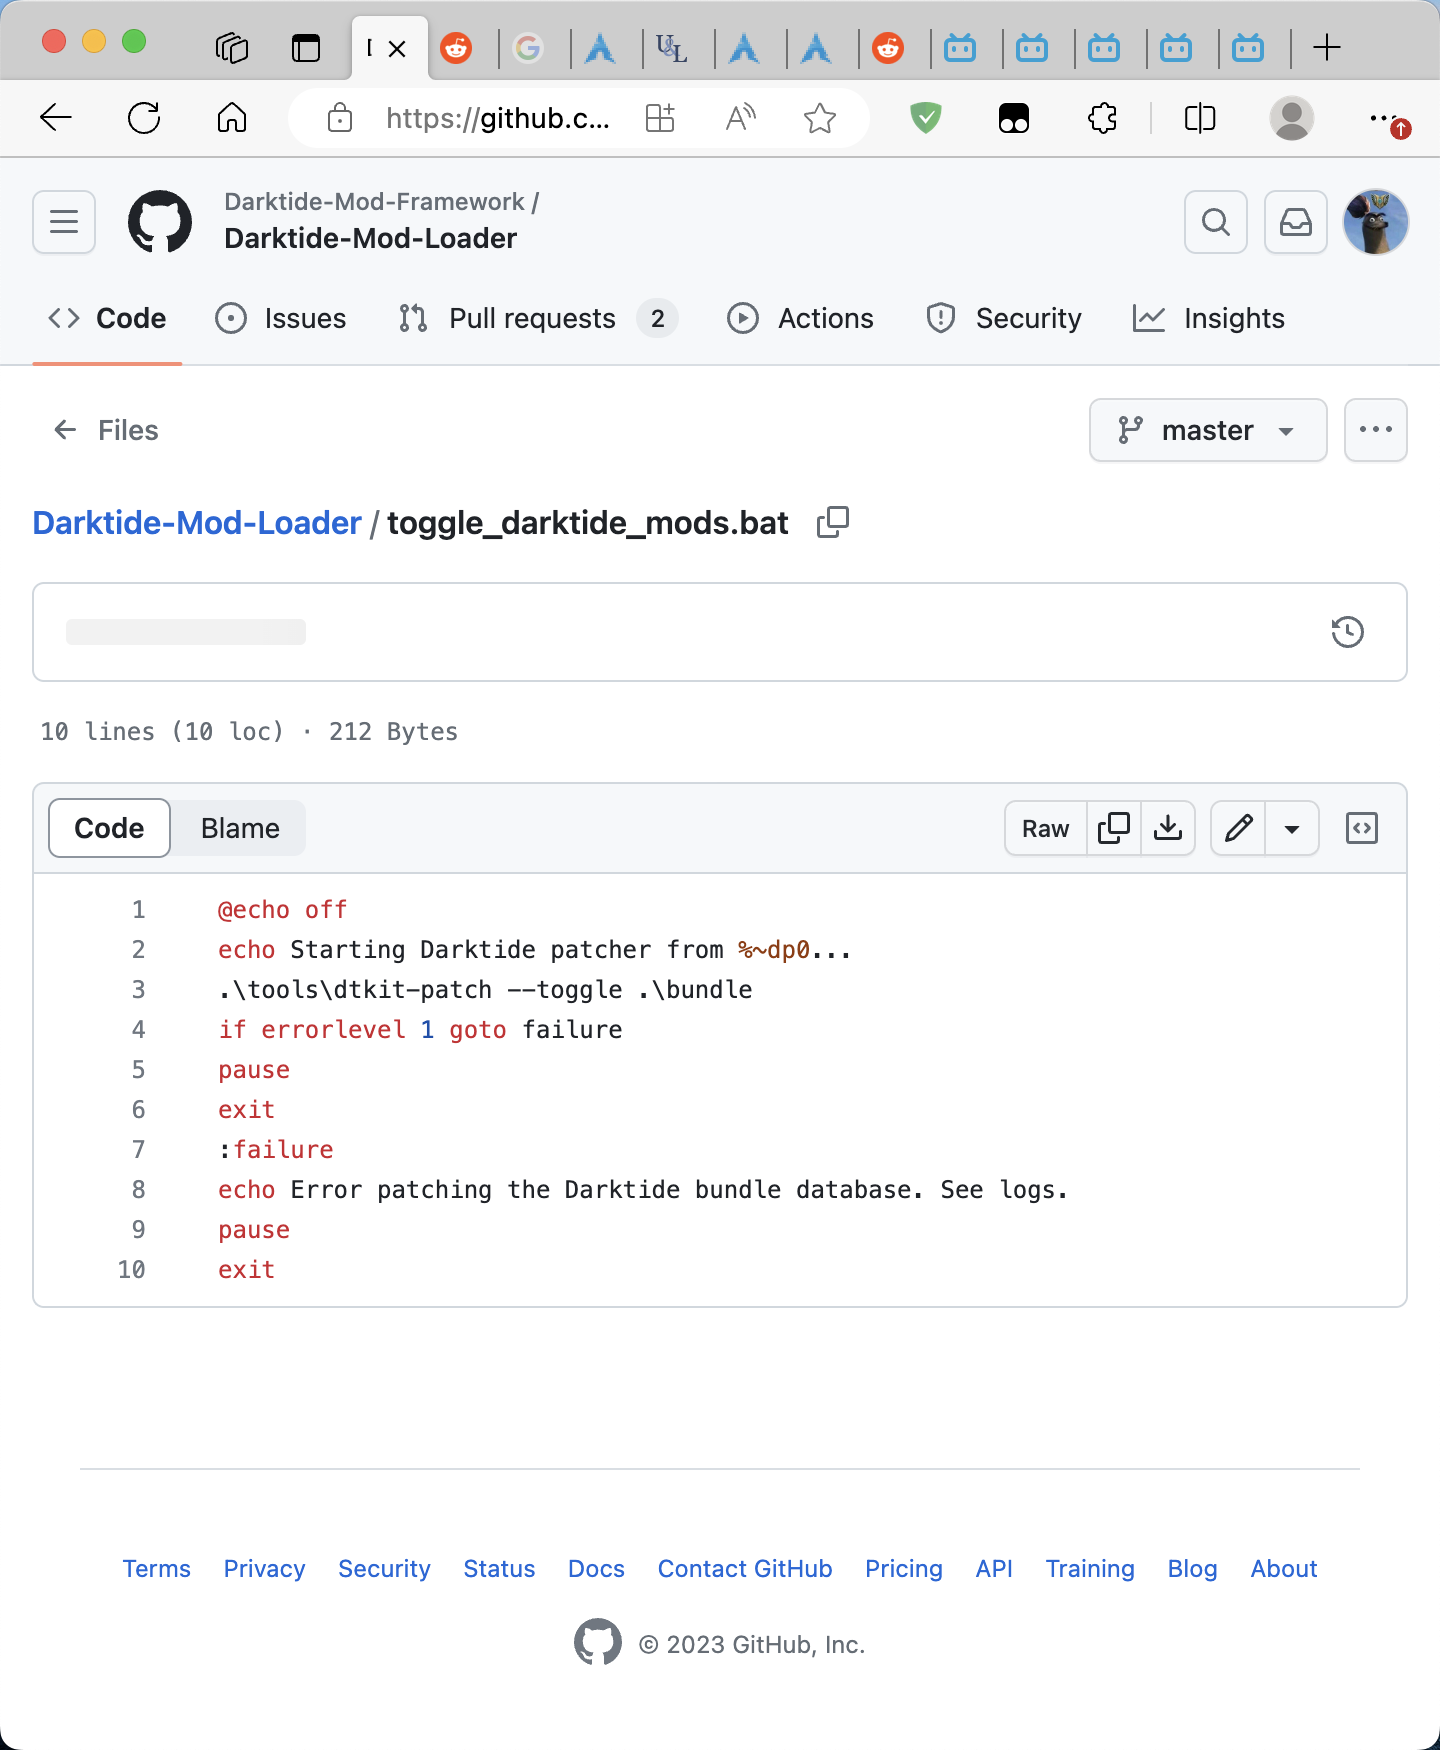 https://github.c...
Darktide-Mod-Framework /
Darktide-Mod-Loader
Code
Issues
Pull requests 2
Actions
Security
Insights
Files
master
Darktide-Mod-Loader / toggle_darktide_mods.bat
10 lines (10 loc) · 212 Bytes
Code
Blame
Raw
1 @echo off
2 echo Starting Darktide patcher from %~dp0...
3 .\tools\dtkit-patch --toggle .\bundle
4 if errorlevel 1 goto failure
5 pause
6 exit
7 :failure
8 echo Error patching the Darktide bundle database. See logs.
9 pause
10 exit
Terms Privacy Security Status Docs Contact GitHub Pricing API Training Blog About
© 2023 GitHub, Inc.